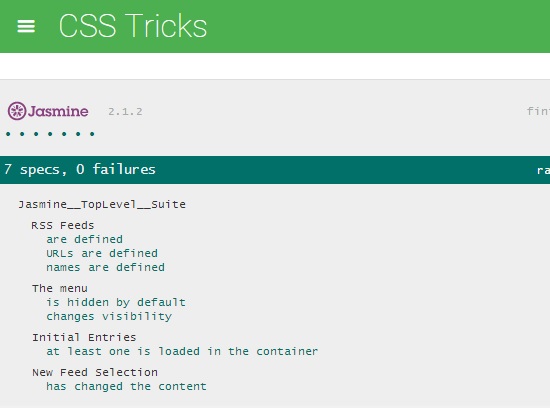 CSS Tricks
Jasmine 2.1.2 fin
7 specs, 0 failures ra
Jasmine__TopLevel__Suite
RSS Feeds
are defined
URLs are defined
names are defined
The menu
is hidden by default
changes visibility
Initial Entries
at least one is loaded in the container
New Feed Selection
has changed the content